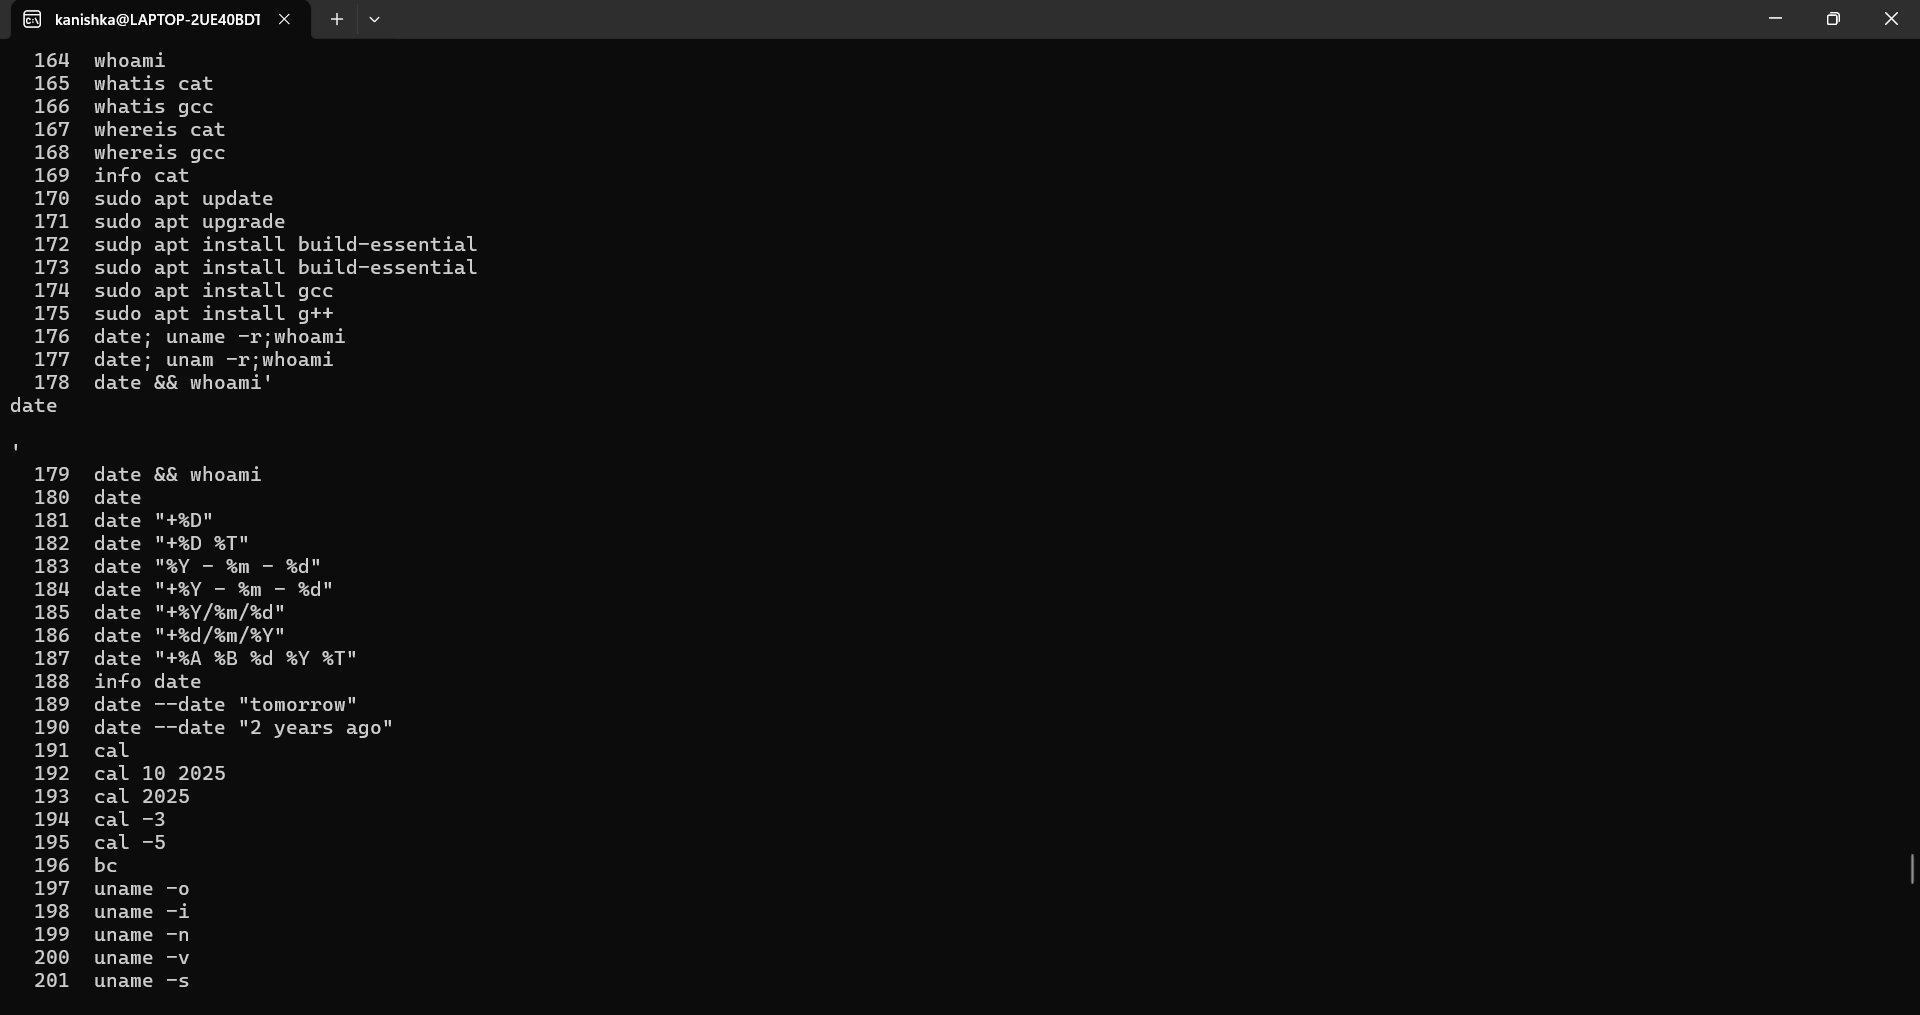 kanishka@LAPTOP-2UE40BDT
164  whoami
165  whatis cat
166  whatis gcc
167  whereis cat
168  whereis gcc
169  info cat
170  sudo apt update
171  sudo apt upgrade
172  sudp apt install build-essential
173  sudo apt install build-essential
174  sudo apt install gcc
175  sudo apt install g++
176  date; uname -r;whoami
177  date; unam -r;whoami
178  date && whoami'
date

'
179  date && whoami
180  date
181  date "+%D"
182  date "+%D %T"
183  date "%Y - %m - %d"
184  date "+%Y - %m - %d"
185  date "+%Y/%m/%d"
186  date "+%d/%m/%Y"
187  date "+%A %B %d %Y %T"
188  info date
189  date --date "tomorrow"
190  date --date "2 years ago"
191  cal
192  cal 10 2025
193  cal 2025
194  cal -3
195  cal -5
196  bc
197  uname -o
198  uname -i
199  uname -n
200  uname -v
201  uname -s